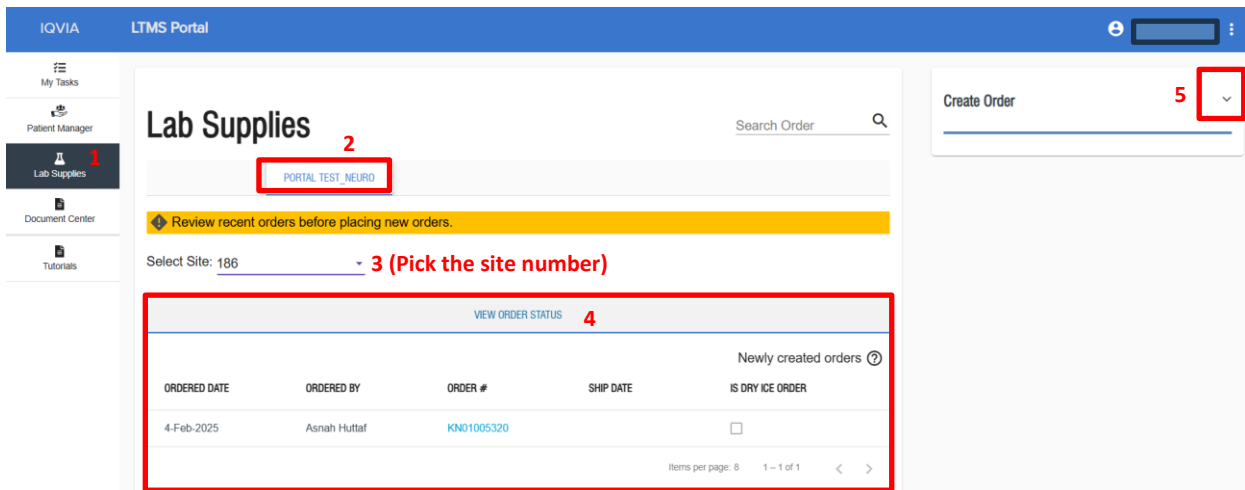 IQVIA
LTMS Portal
My Tasks
Patient Manager
1
Lab Supplies
Document Center
Tutorials
Lab Supplies
Search Order
2
PORTAL TEST_NEURO
Review recent orders before placing new orders.
Select Site: 186
3 (Pick the site number)
VIEW ORDER STATUS
4
Newly created orders ?
ORDERED DATE ORDERED BY ORDER # SHIP DATE IS DRY ICE ORDER
4-Feb-2025 Asnah Huttaf KN01005320
Items per page: 8 1 – 1 of 1 < >
Create Order
5